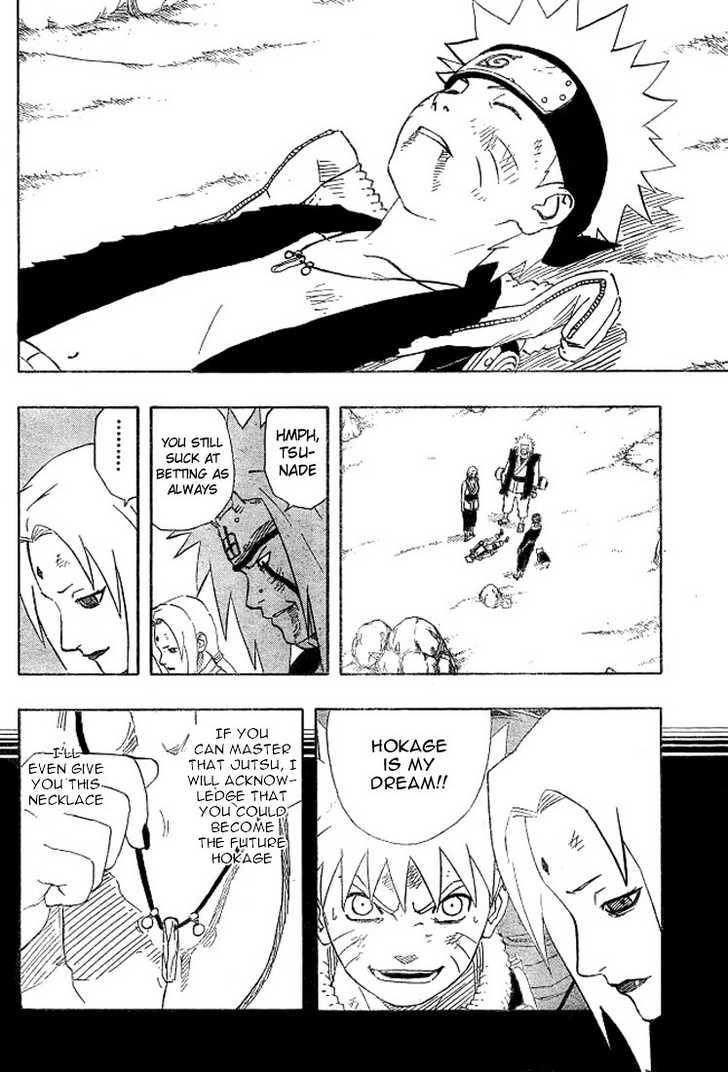 HMPH,
TSU-
NADE
YOU STILL
SUCK AT
BETTING AS
ALWAYS
.........
HOKAGE
IS MY
DREAM!!
IF YOU
CAN MASTER
THAT JUTSU, I
WILL ACKNOW-
LEDGE THAT
YOU COULD
BECOME
THE FUTURE
HOKAGE
I'LL
EVEN GIVE
YOU THIS
NECKLACE